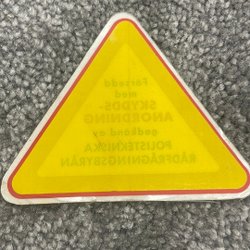 Försedd
med
SKYDDS-
ANORDNING
godkänd av
POLISTEKNISKA
RÅDFRÅGNINGSBYRÅN